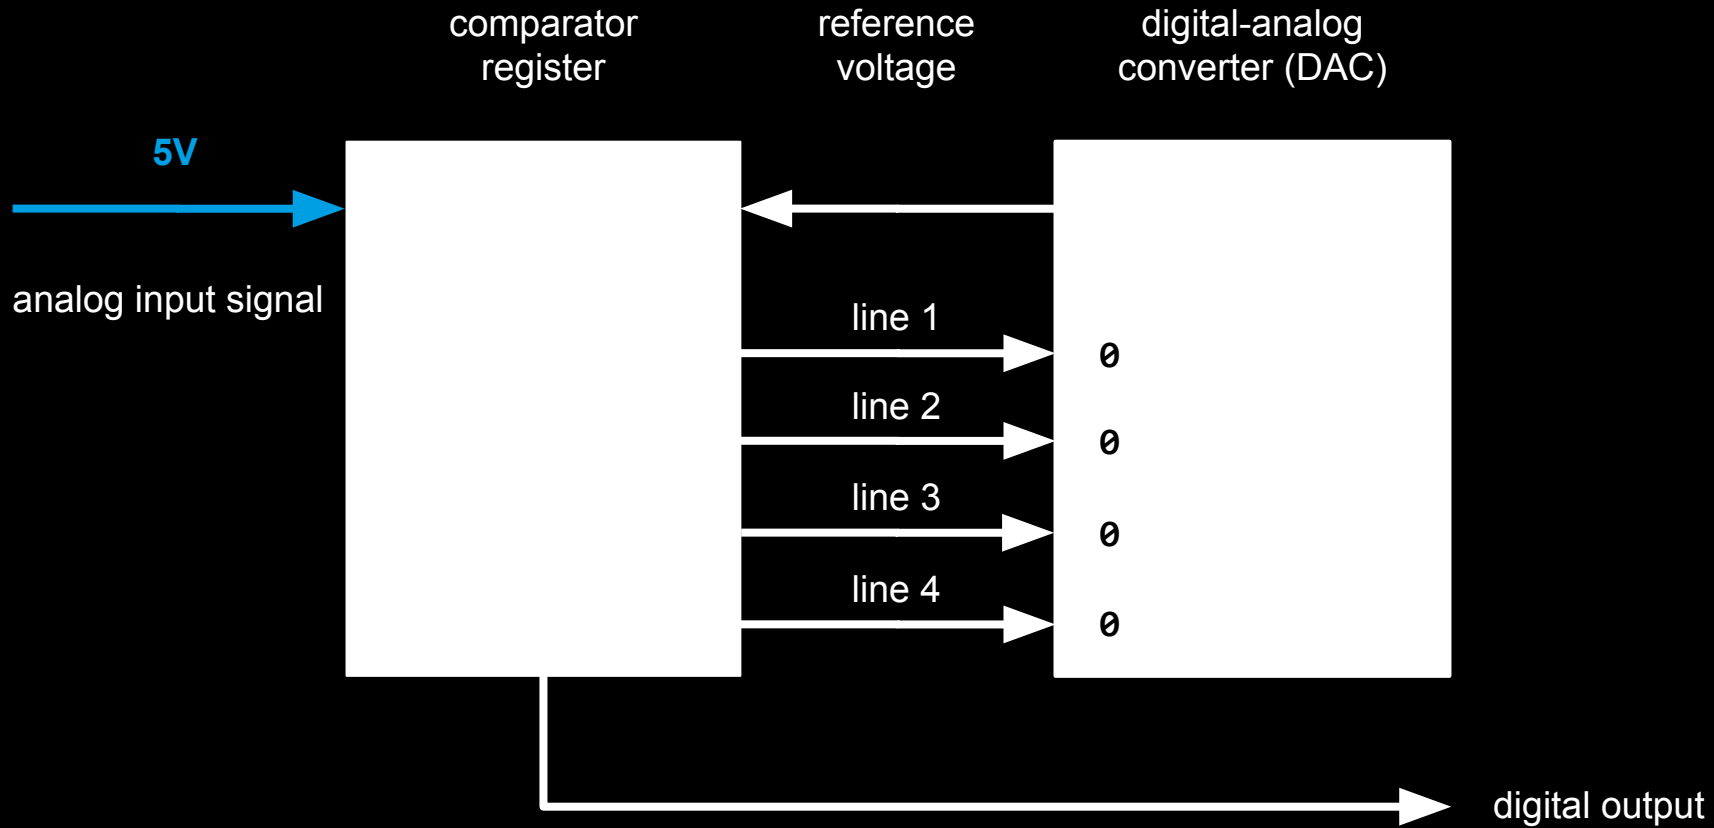 comparator
register
reference
voltage
digital-analog
converter (DAC)
5V
analog input signal
line 1
0
line 2
0
line 3
0
line 4
0
digital output